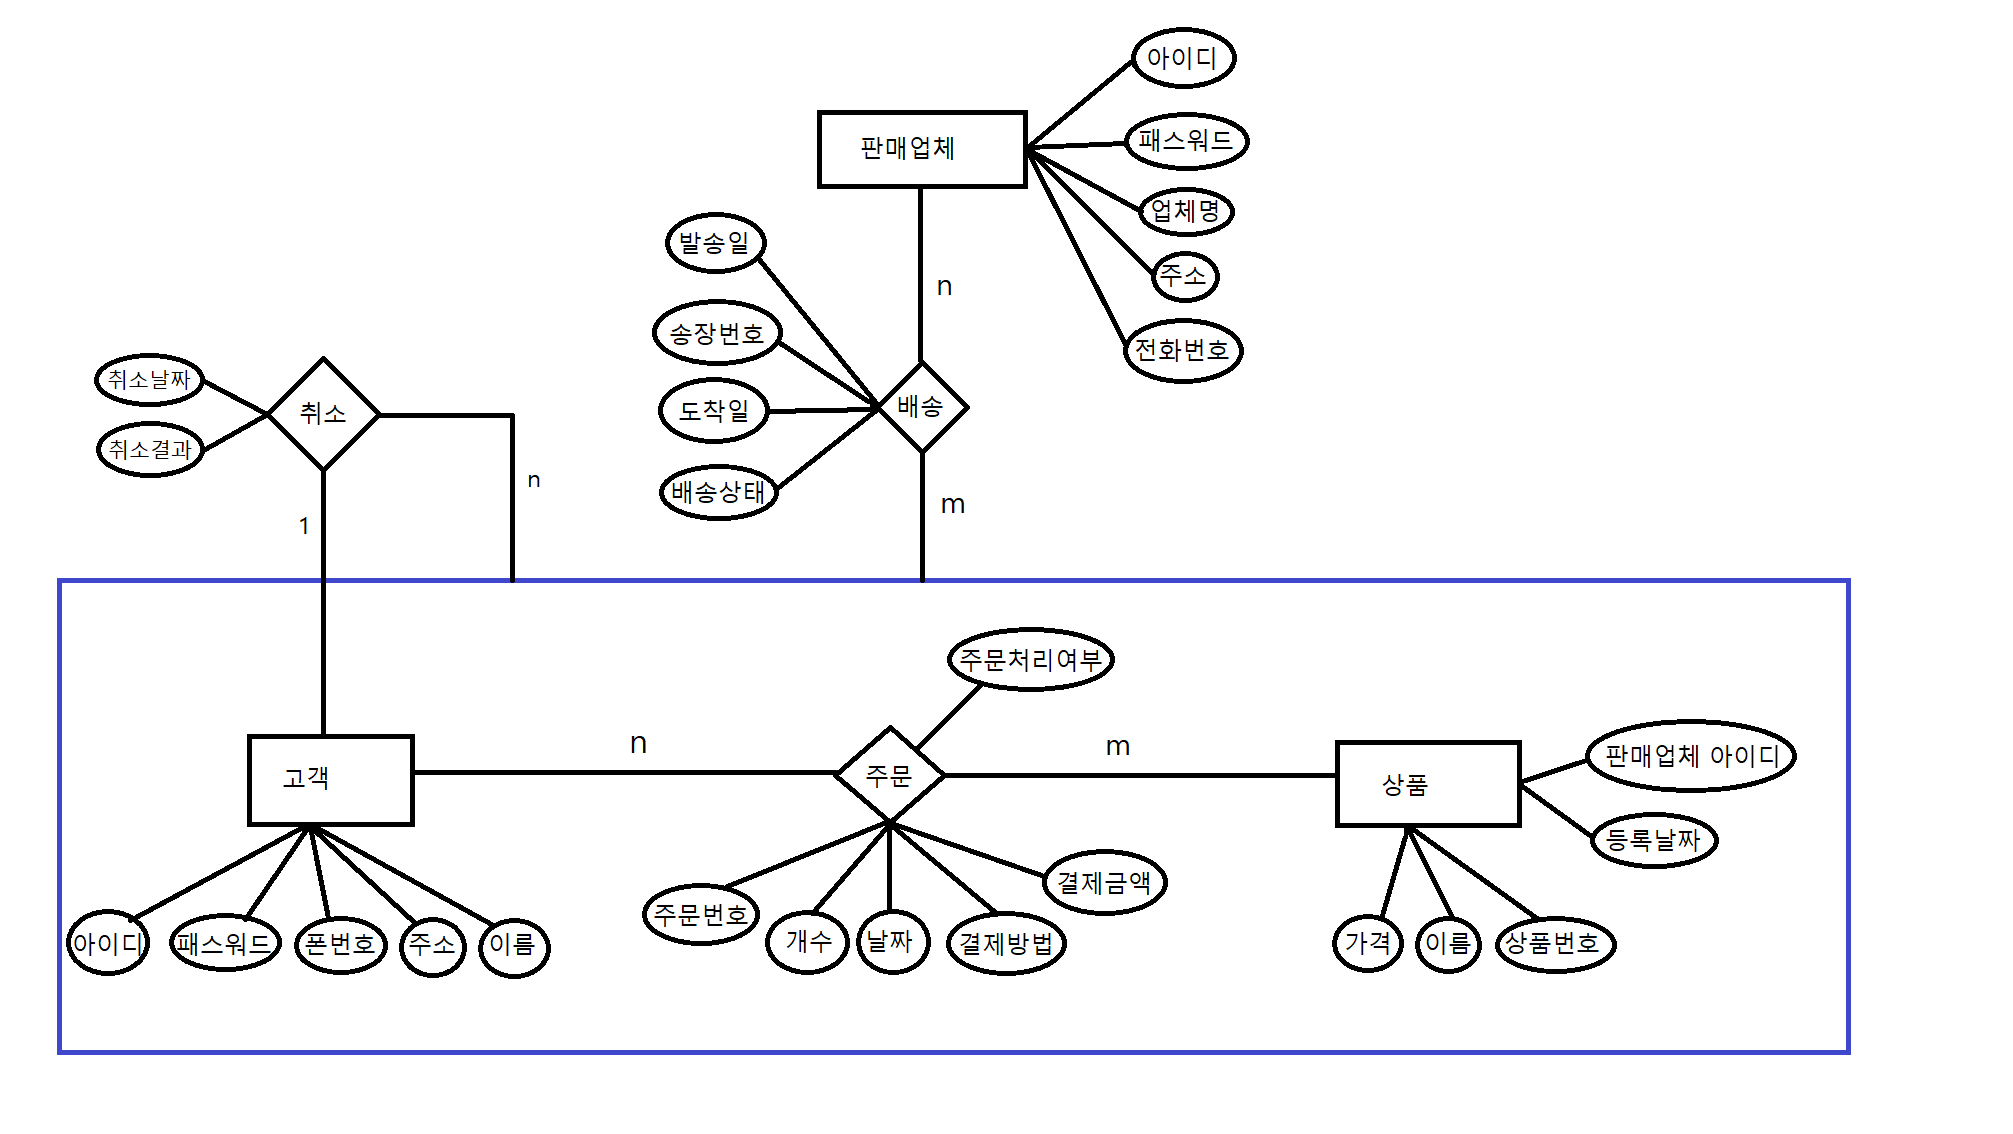 아이디
판매업체
패스워드
업체명
주소
전화번호
발송일
송장번호
도착일
배송상태
배송
n
m
취소날짜
취소결과
취소
n
1
주문처리여부
고객
n
주문
m
상품
판매업체 아이디
등록날짜
아이디
패스워드
폰번호
주소
이름
주문번호
개수
날짜
결제방법
결제금액
가격
이름
상품번호